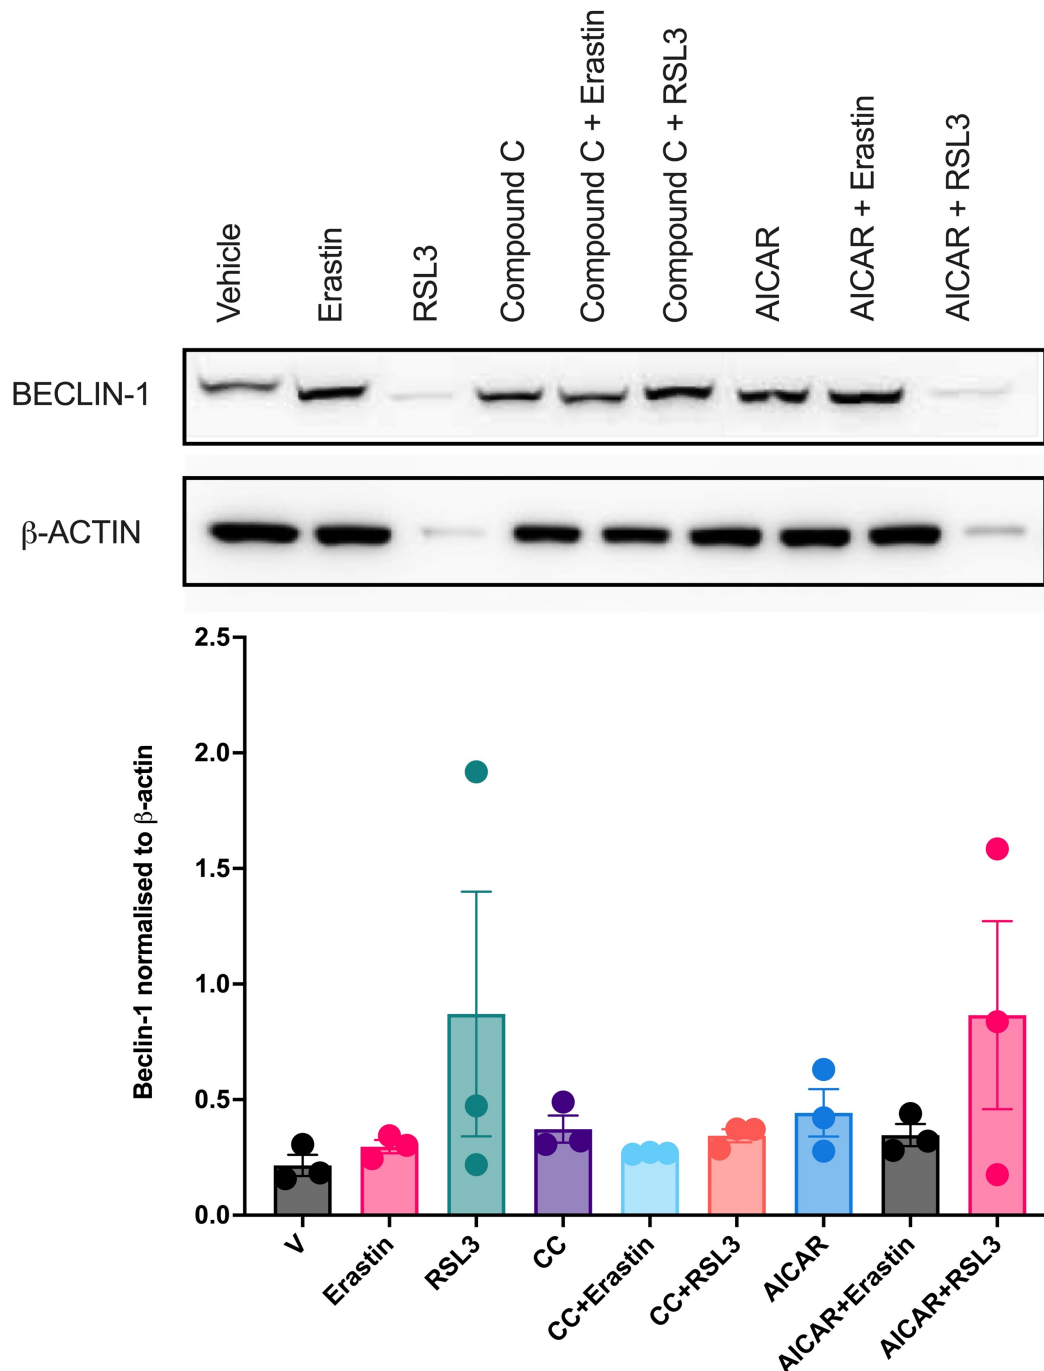 Vehicle
Erastin
RSL3
Compound C
Compound C + Erastin
Compound C + RSL3
AICAR
AICAR + Erastin
AICAR + RSL3
BECLIN-1
β-ACTIN
Beclin-1 normalised to β-actin
2.5
2.0
1.5
1.0
0.5
0.0
V
Erastin
RSL3
CC
CC+Erastin
CC+RSL3
AICAR
AICAR+Erastin
AICAR+RSL3